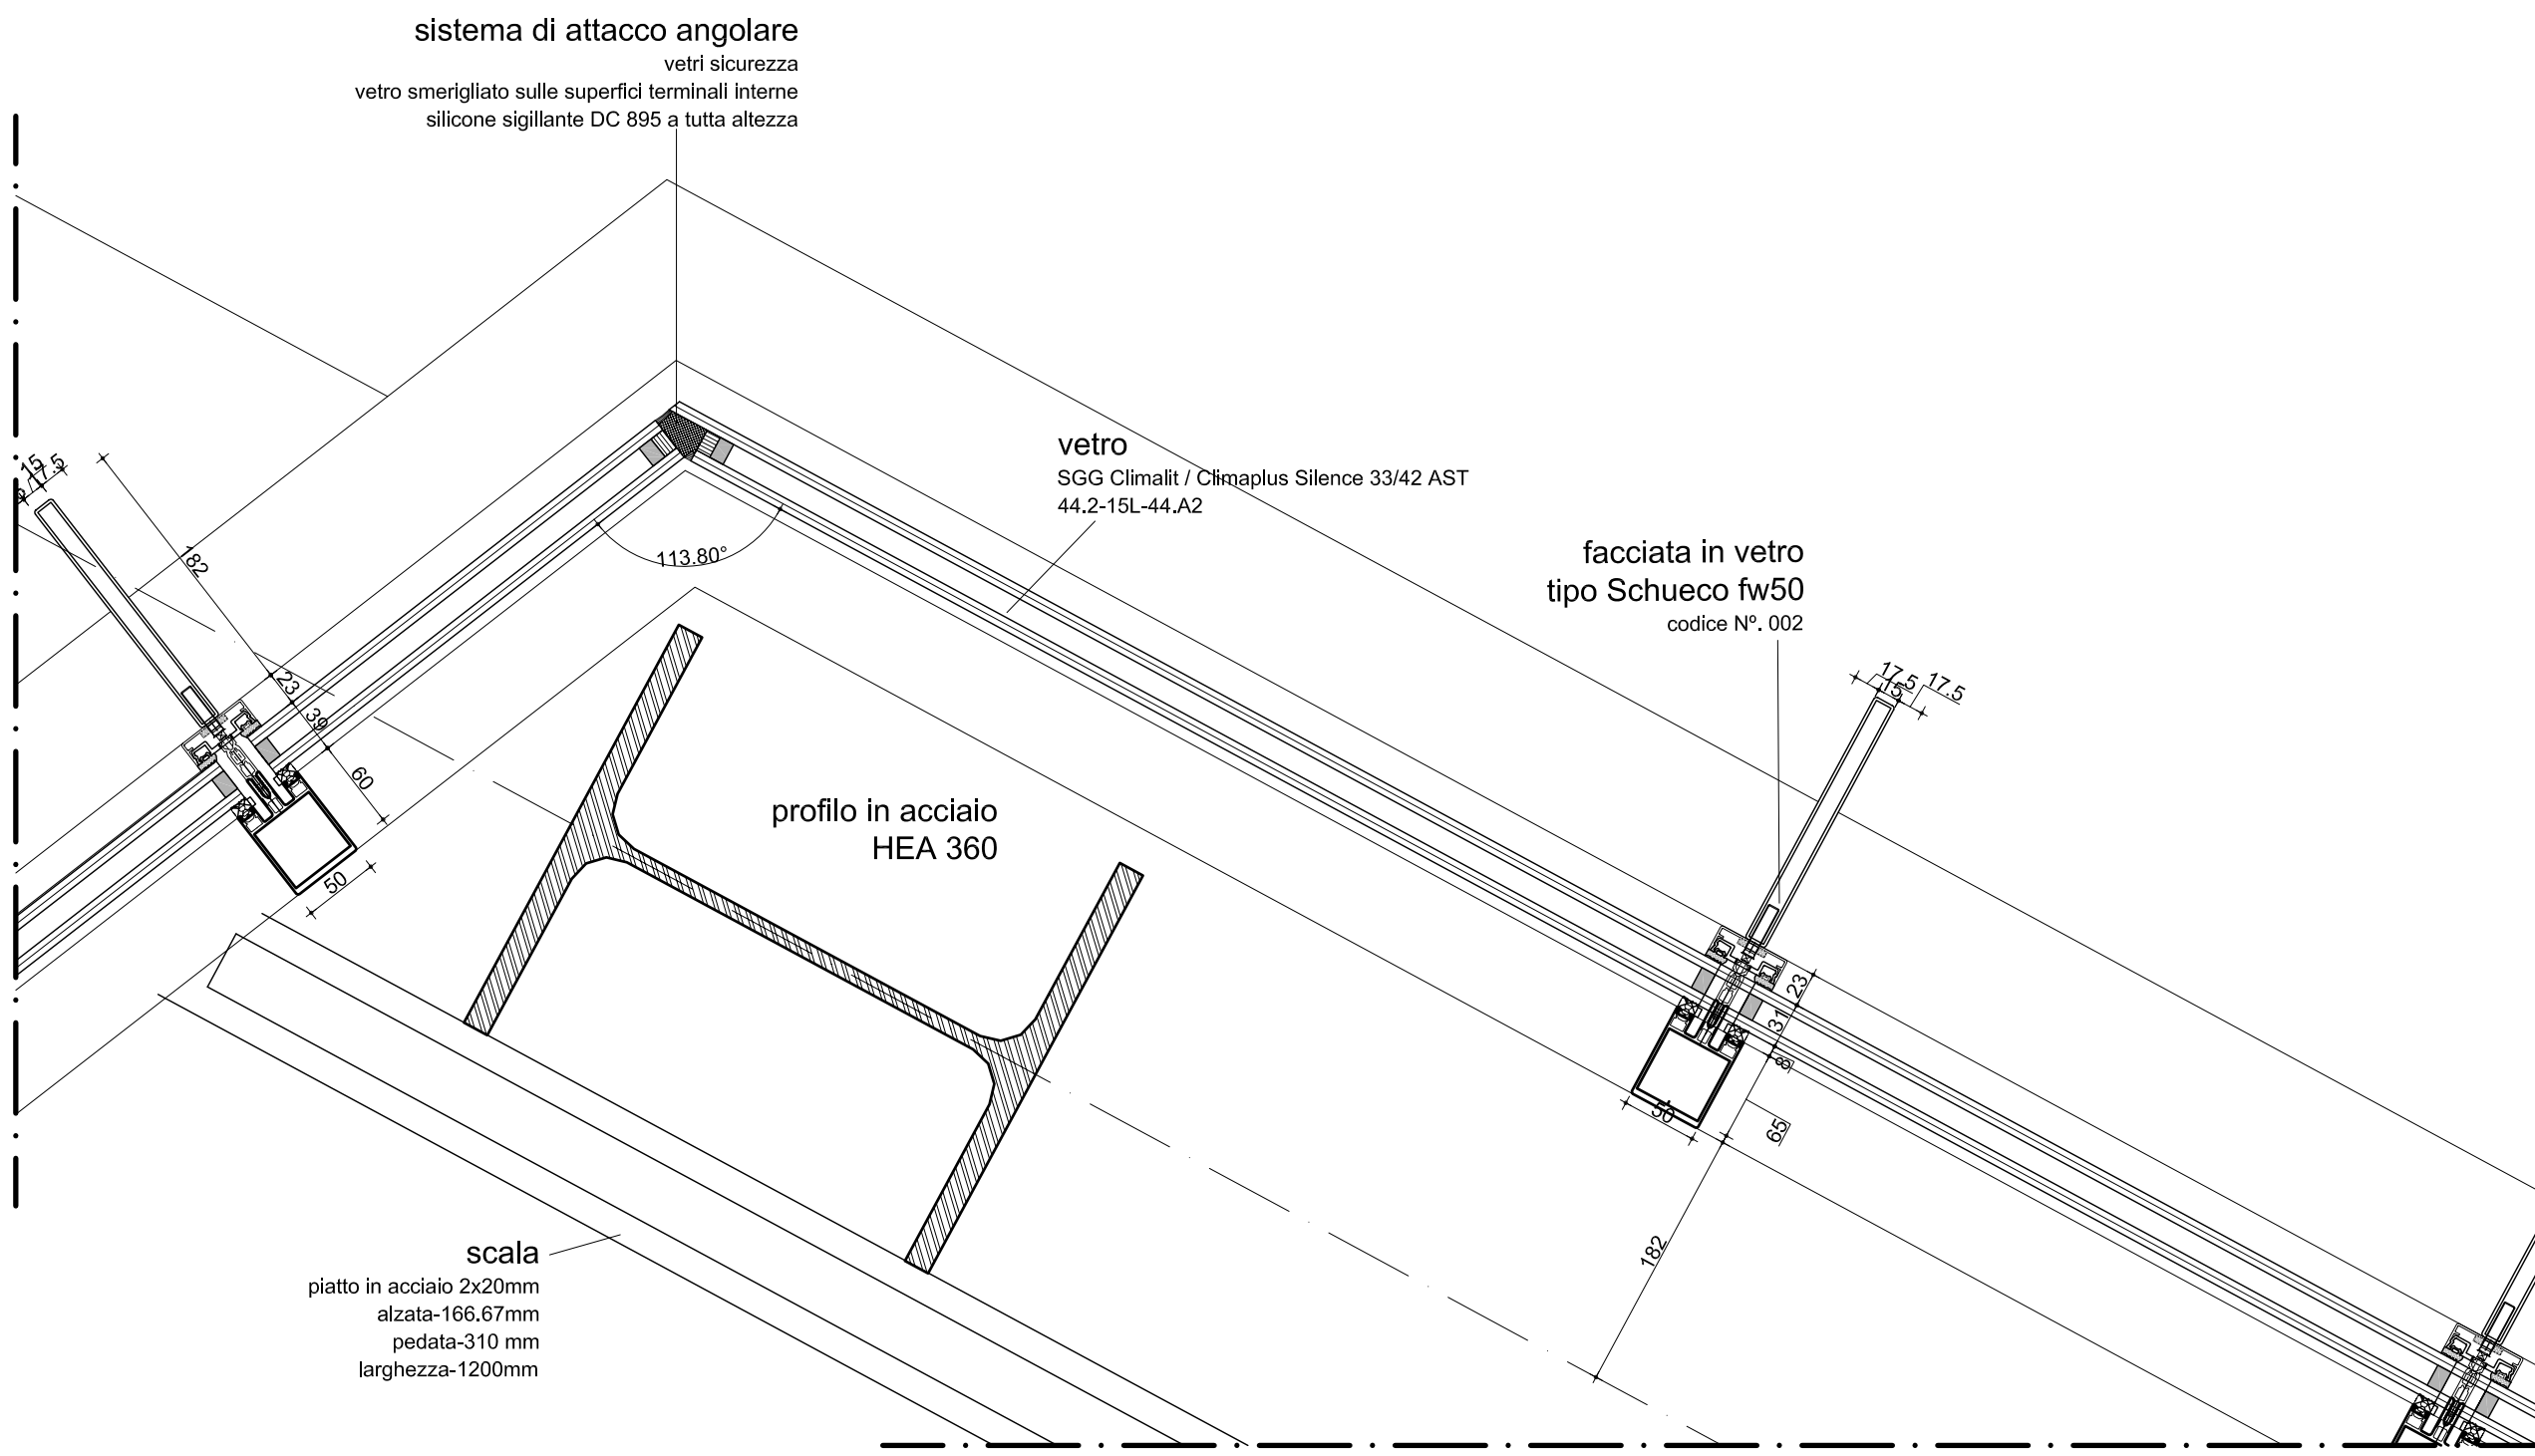 sistema di attacco angolare
vetri sicurezza
vetro smerigliato sulle superfici terminali interne
silicone sigillante DC 895 a tutta altezza
vetro
SGG Climalit / Climaplus Silence 33/42 AST
44.2-15L-44.A2
15
17.5
182
113.80°
facciata in vetro
tipo Schueco fw50
codice Nº. 002
17.5
15
17.5
23
39
60
50
profilo in acciaio
HEA 360
23
31
8
50
65
182
scala
piatto in acciaio 2x20mm
alzata-166.67mm
pedata-310 mm
larghezza-1200mm